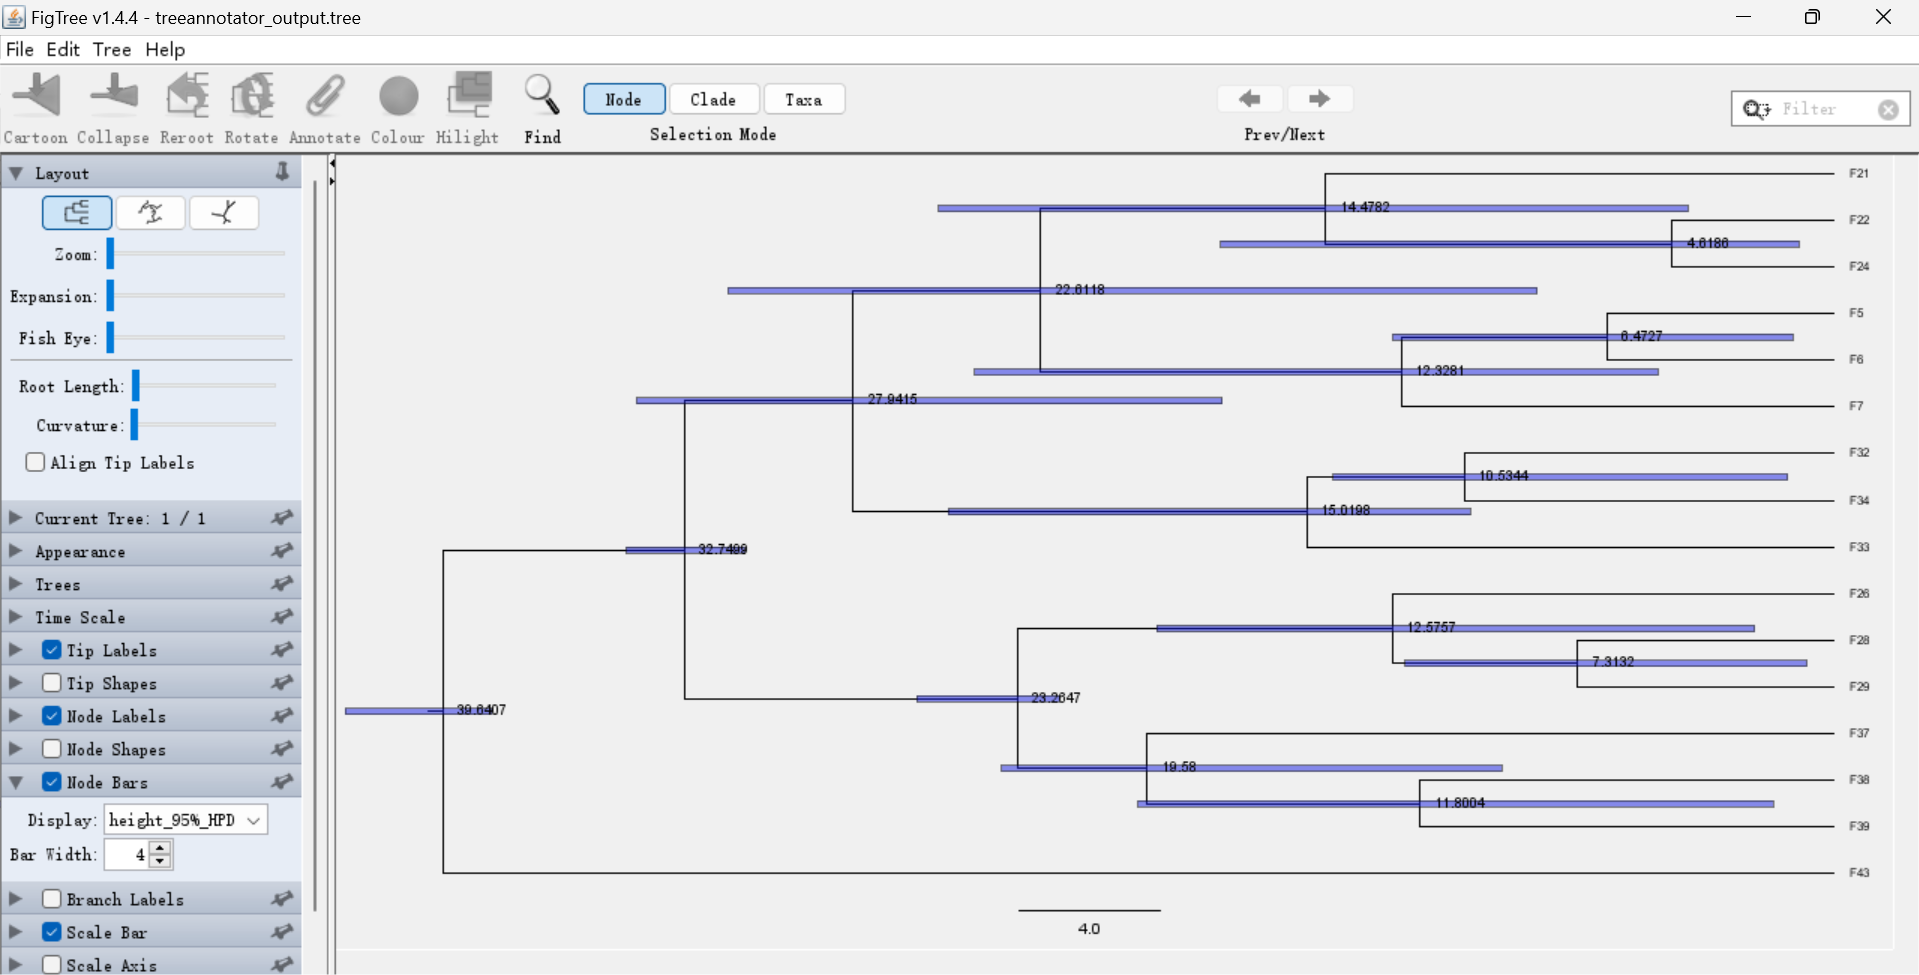 FigTree v1.4.4 - treeannotator_output.tree
File Edit Tree Help
Cartoon Collapse Reroot Rotate Annotate Colour Hilight Find
Node Clade Taxa
Selection Mode
Prev/Next
Filter
Layout
Zoom:
Expansion:
Fish Eye:
Root Length:
Curvature:
Align Tip Labels
Current Tree: 1 / 1
Appearance
Trees
Time Scale
Tip Labels
Tip Shapes
Node Labels
Node Shapes
Node Bars
Display: height_95%_HPD
Bar Width: 4
Branch Labels
Scale Bar
Scale Axis
F21
14.4782
F22
4.6186
F24
22.6118
F5
6.4727
F6
12.3281
F7
27.9415
F32
10.5344
F34
15.0198
F33
32.7499
F26
12.5757
F28
7.3132
F29
23.2647
39.6407
F37
19.58
F38
11.8004
F39
F43
4.0